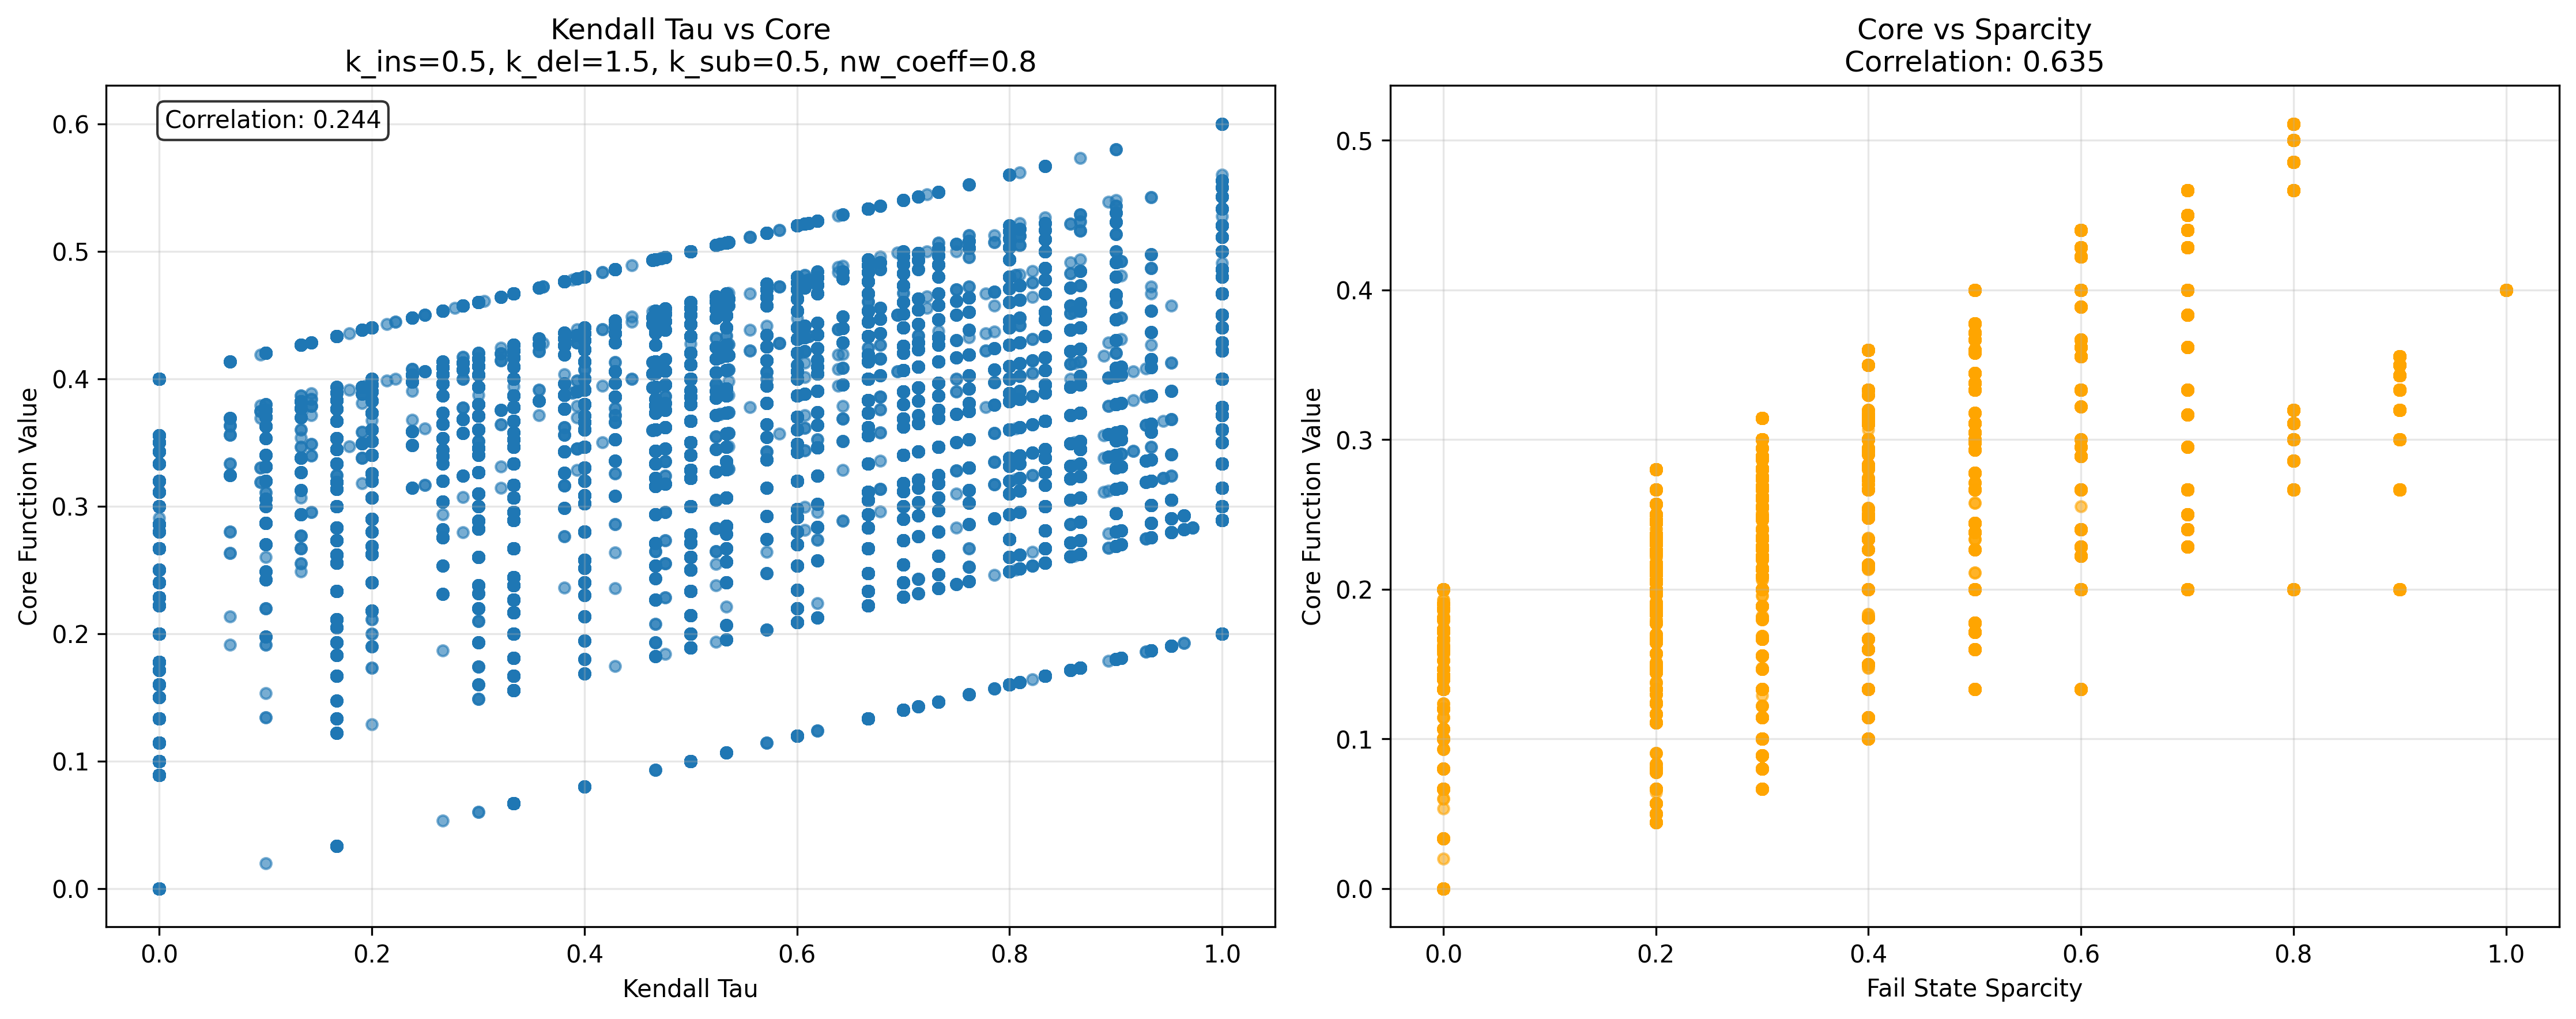 Kendall Tau vs Core
k_ins=0.5, k_del=1.5, k_sub=0.5, nw_coeff=0.8
Correlation: 0.244
0.6
0.5
0.4
0.3
0.2
0.1
0.0
Core Function Value
0.0 0.2 0.4 0.6 0.8 1.0
Kendall Tau
Core vs Sparcity
Correlation: 0.635
0.5
0.4
0.3
0.2
0.1
0.0
Core Function Value
0.0 0.2 0.4 0.6 0.8 1.0
Fail State Sparcity